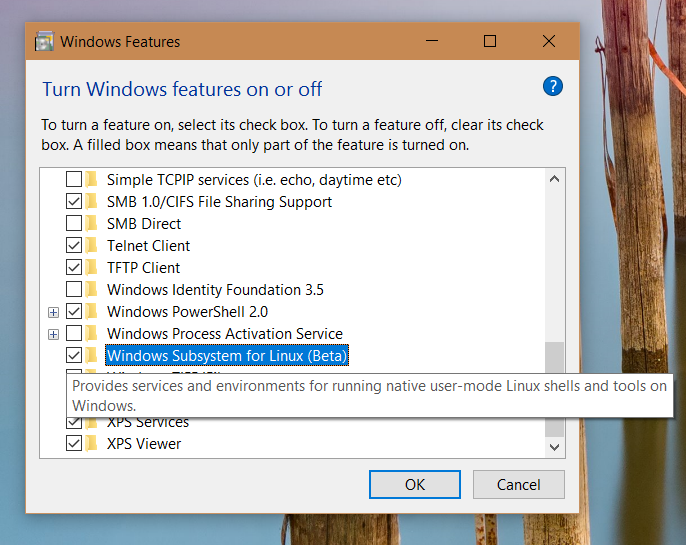 Windows Features
Turn Windows features on or off
?
To turn a feature on, select its check box. To turn a feature off, clear its check
box. A filled box means that only part of the feature is turned on.
Simple TCPIP services (i.e. echo, daytime etc)
SMB 1.0/CIFS File Sharing Support
SMB Direct
Telnet Client
TFTP Client
Windows Identity Foundation 3.5
Windows PowerShell 2.0
Windows Process Activation Service
Windows Subsystem for Linux (Beta)
Provides services and environments for running native user-mode Linux shells and tools on
Windows.
XPS Services
XPS Viewer
OK
Cancel